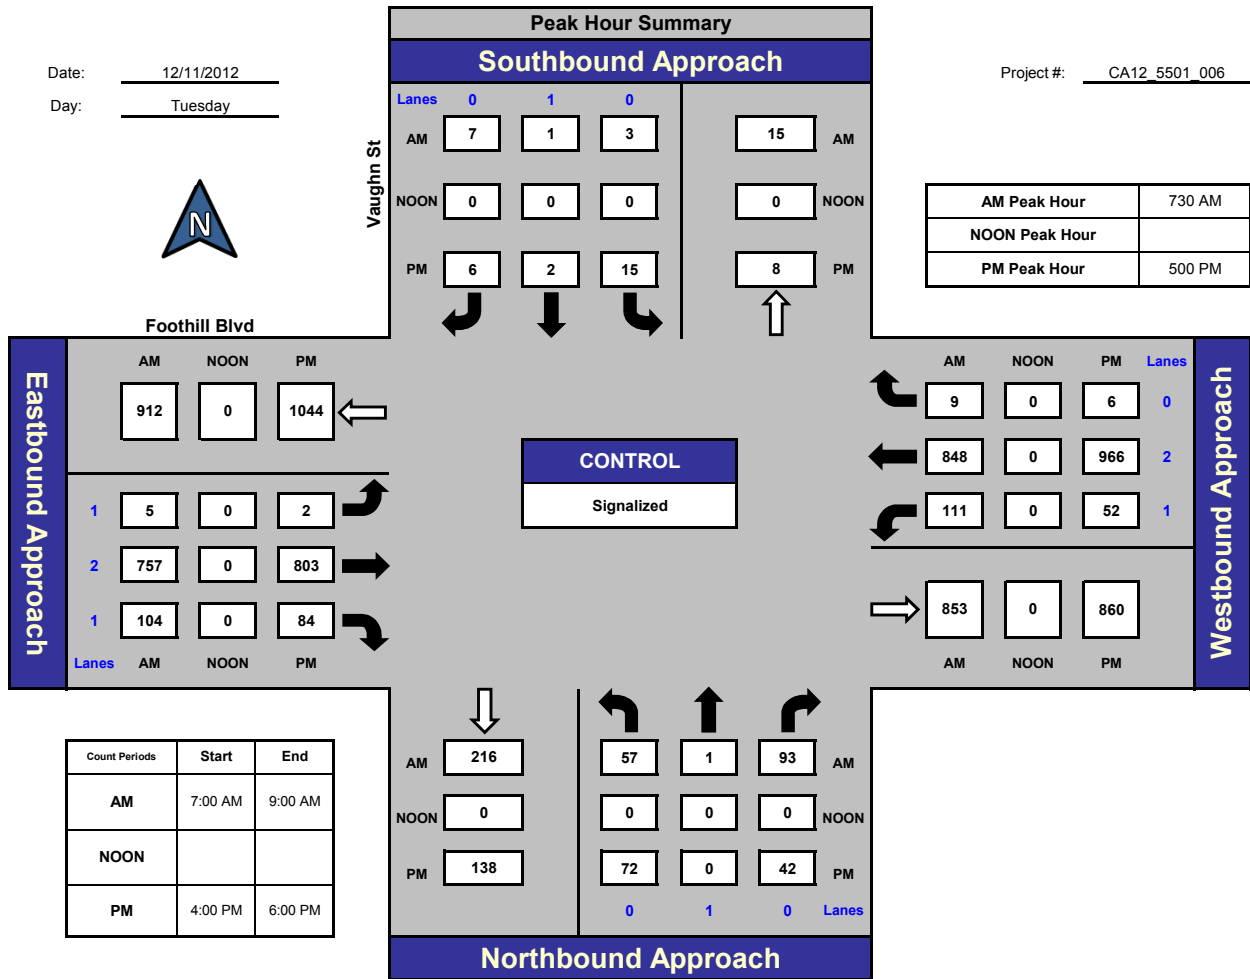 Peak Hour Summary
Southbound Approach
Date: 12/11/2012
Project #: CA12_5501_006
Day: Tuesday
Vaughn St
Lanes 0 1 0
AM 7 1 3 15 AM
NOON 0 0 0 0 NOON
PM 6 2 15 8 PM
N
AM Peak Hour 730 AM
NOON Peak Hour
PM Peak Hour 500 PM
Foothill Blvd
Eastbound Approach
AM NOON PM
912 0 1044
1 5 0 2
2 757 0 803
1 104 0 84
Lanes AM NOON PM
CONTROL
Signalized
AM NOON PM Lanes
9 0 6 0
848 0 966 2
111 0 52 1
853 0 860
AM NOON PM
Westbound Approach
Count Periods Start End
AM 7:00 AM 9:00 AM
NOON
PM 4:00 PM 6:00 PM
AM 216 57 1 93 AM
NOON 0 0 0 0 NOON
PM 138 72 0 42 PM
0 1 0 Lanes
Northbound Approach